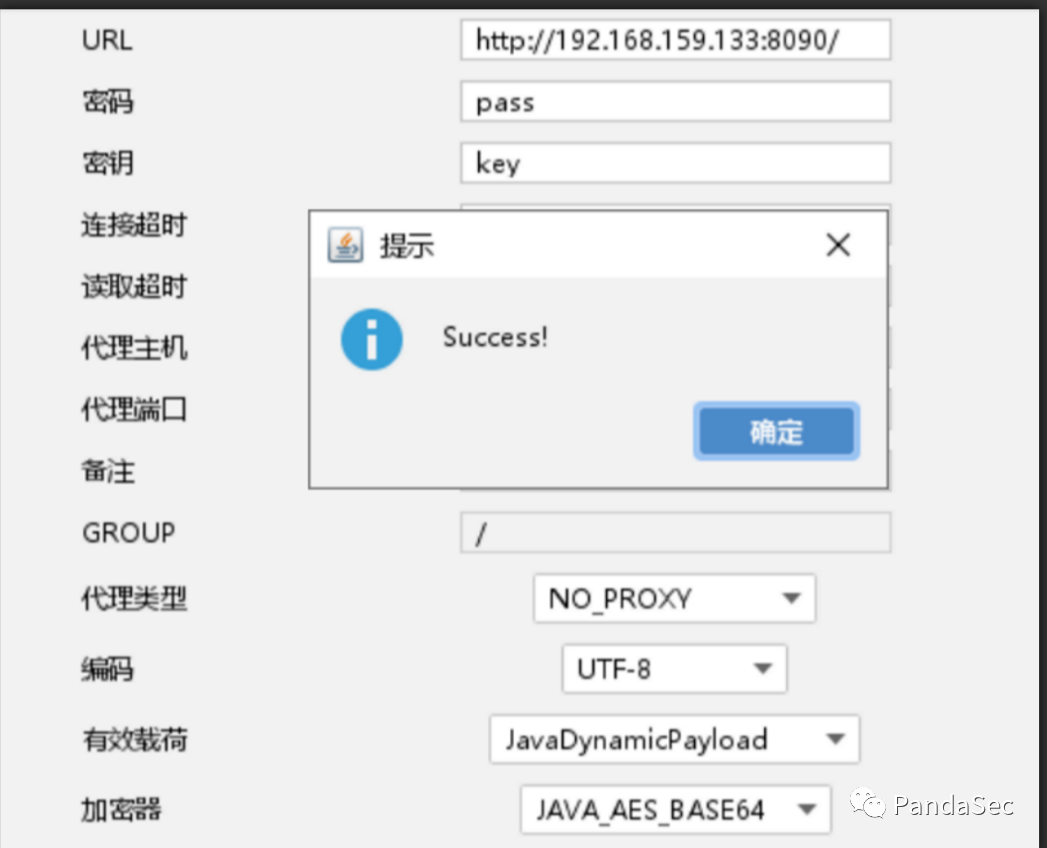 URL http://192.168.159.133:8090/
密码 pass
密钥 key
连接超时
提示
读取超时
Success!
代理主机
代理端口
确定
备注
GROUP /
代理类型 NO_PROXY
编码 UTF-8
有效载荷 JavaDynamicPayload
加密器 JAVA_AES_BASE64
PandaSec